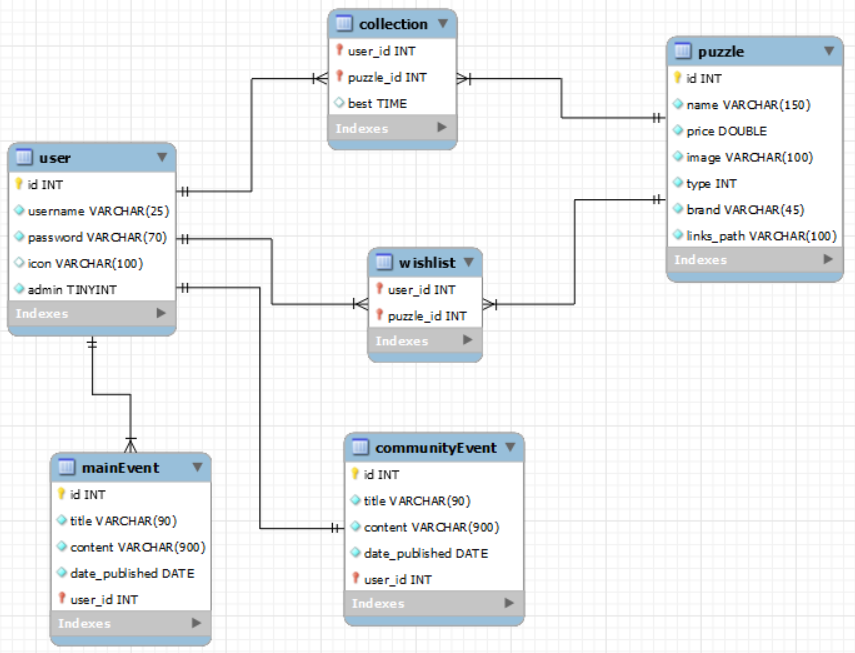 collection
user_id INT
puzzle_id INT
best TIME
Indexes
puzzle
id INT
name VARCHAR(150)
price DOUBLE
image VARCHAR(100)
type INT
brand VARCHAR(45)
links_path VARCHAR(100)
Indexes
user
id INT
username VARCHAR(25)
password VARCHAR(70)
icon VARCHAR(100)
admin TINYINT
Indexes
wishlist
user_id INT
puzzle_id INT
Indexes
mainEvent
id INT
title VARCHAR(90)
content VARCHAR(900)
date_published DATE
user_id INT
Indexes
communityEvent
id INT
title VARCHAR(90)
content VARCHAR(900)
date_published DATE
user_id INT
Indexes